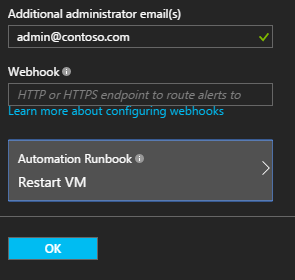 Additional administrator email(s)
admin@contoso.com
Webhook
HTTP or HTTPS endpoint to route alerts to
Learn more about configuring webhooks
Automation Runbook
Restart VM
OK